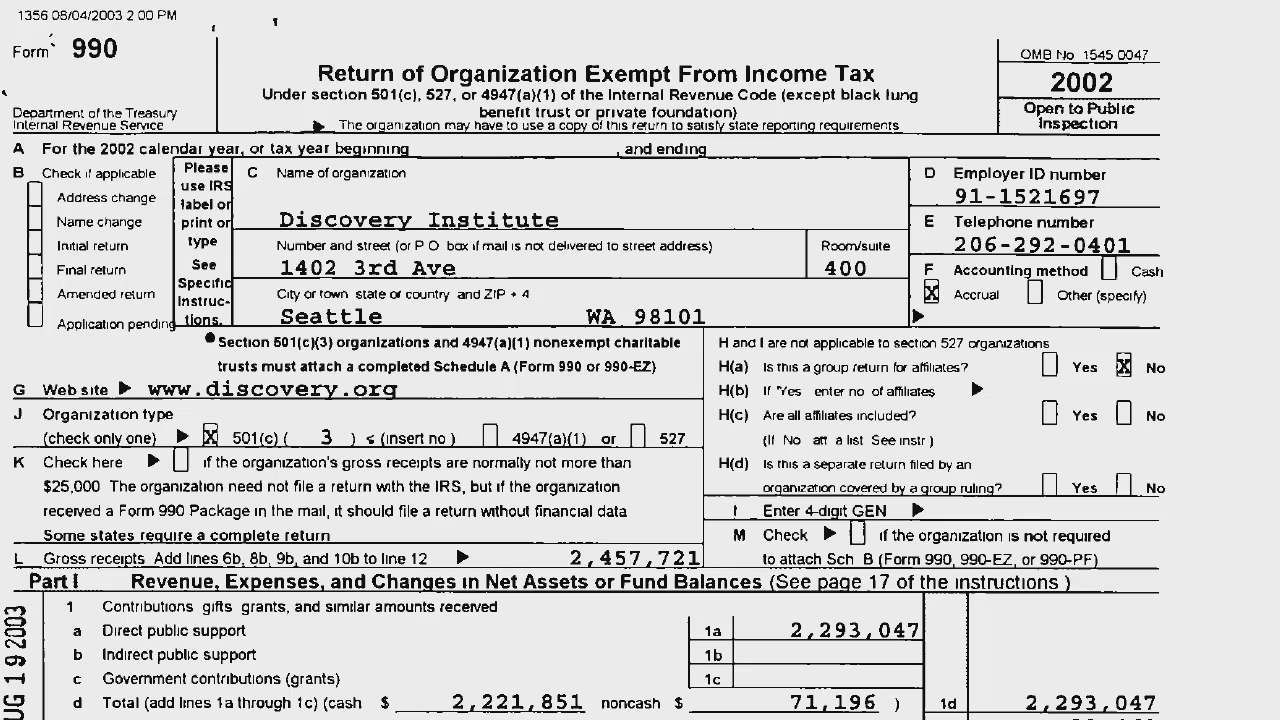 1356 08/04/2003 2 00 PM
Form 990
Department of the Treasury
Internal Revenue Service
Return of Organization Exempt From Income Tax
Under section 501(c), 527, or 4947(a)(1) of the Internal Revenue Code (except black lung
benefit trust or private foundation)
▶ The organization may have to use a copy of this return to satisfy state reporting requirements
OMB No 1545 0047
2002
Open to Public
Inspection
A For the 2002 calendar year, or tax year beginning , and ending
B Check if applicable
Address change
Name change
Initial return
Final return
Amended return
Application pending
Please
use IRS
label or
print or
type
See
Specific
Instruc-
tions.
C Name of organization
Discovery Institute
Number and street (or P O box if mail is not delivered to street address)
Room/suite
1402 3rd Ave
400
City or town state or country and ZIP + 4
Seattle WA 98101
D Employer ID number
91-1521697
E Telephone number
206-292-0401
F Accounting method Cash
X Accrual Other (specify)
▶
● Section 501(c)(3) organizations and 4947(a)(1) nonexempt charitable
trusts must attach a completed Schedule A (Form 990 or 990-EZ)
G Web site ▶ www.discovery.org
J Organization type
(check only one) ▶ X 501(c) ( 3 ) ≤ (insert no ) 4947(a)(1) or 527
K Check here ▶ if the organization's gross receipts are normally not more than
$25,000 The organization need not file a return with the IRS, but if the organization
received a Form 990 Package in the mail, it should file a return without financial data
Some states require a complete return
L Gross receipts Add lines 6b, 8b, 9b, and 10b to line 12 ▶ 2,457,721
H and I are not applicable to section 527 organizations
H(a) Is this a group return for affiliates? Yes X No
H(b) If "Yes enter no of affiliates ▶
H(c) Are all affiliates included? Yes No
(If No att a list See instr )
H(d) Is this a separate return filed by an
organization covered by a group ruling? Yes No
I Enter 4-digit GEN ▶
M Check ▶ if the organization is not required
to attach Sch B (Form 990, 990-EZ, or 990-PF)
Part I Revenue, Expenses, and Changes in Net Assets or Fund Balances (See page 17 of the instructions )
1 Contributions gifts grants, and similar amounts received
a Direct public support 1a 2,293,047
b Indirect public support 1b
c Government contributions (grants) 1c
d Total (add lines 1a through 1c) (cash $ 2,221,851 noncash $ 71,196 ) 1d 2,293,047
UG 19 2003